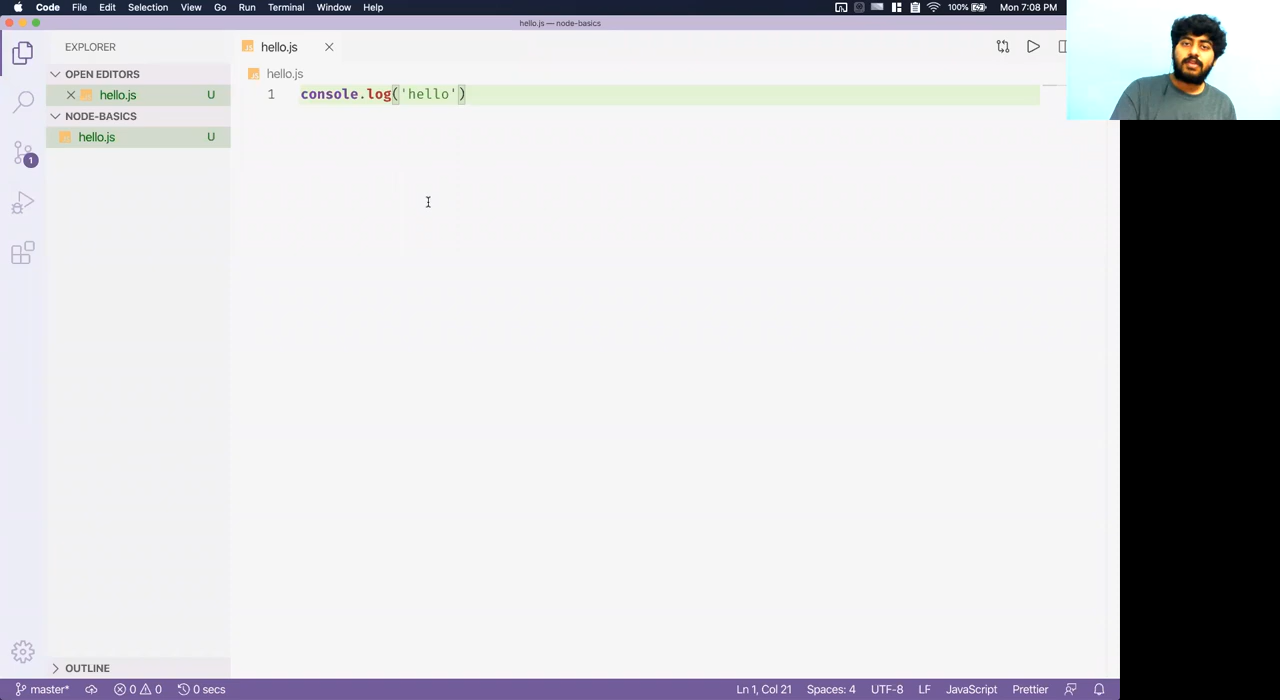 Code File Edit Selection View Go Run Terminal Window Help 100% Mon 7:08 PM
hello.js — node-basics
EXPLORER
hello.js
OPEN EDITORS
hello.js
hello.js U
1 console.log('hello')
NODE-BASICS
hello.js U
1
OUTLINE
master* 0 0 0 secs Ln 1, Col 21 Spaces: 4 UTF-8 LF JavaScript Prettier